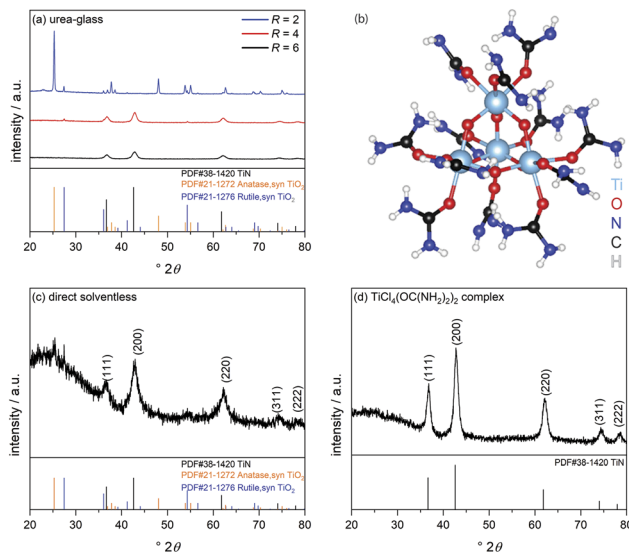 (a) urea-glass
R = 2
R = 4
R = 6
intensity / a.u.
PDF#38-1420 TiN
PDF#21-1272 Anatase,syn TiO₂
PDF#21-1276 Rutile,syn TiO₂
20 30 40 50 60 70 80
° 2θ
(b)
Ti
O
N
C
H
(c) direct solventless
(111)
(200)
(220)
(311)
(222)
intensity / a.u.
PDF#38-1420 TiN
PDF#21-1272 Anatase,syn TiO₂
PDF#21-1276 Rutile,syn TiO₂
20 30 40 50 60 70 80
° 2θ
(d) TiCl₄(OC(NH₂)₂)₂ complex
(111)
(200)
(220)
(311)
(222)
intensity / a.u.
PDF#38-1420 TiN
20 30 40 50 60 70 80
° 2θ